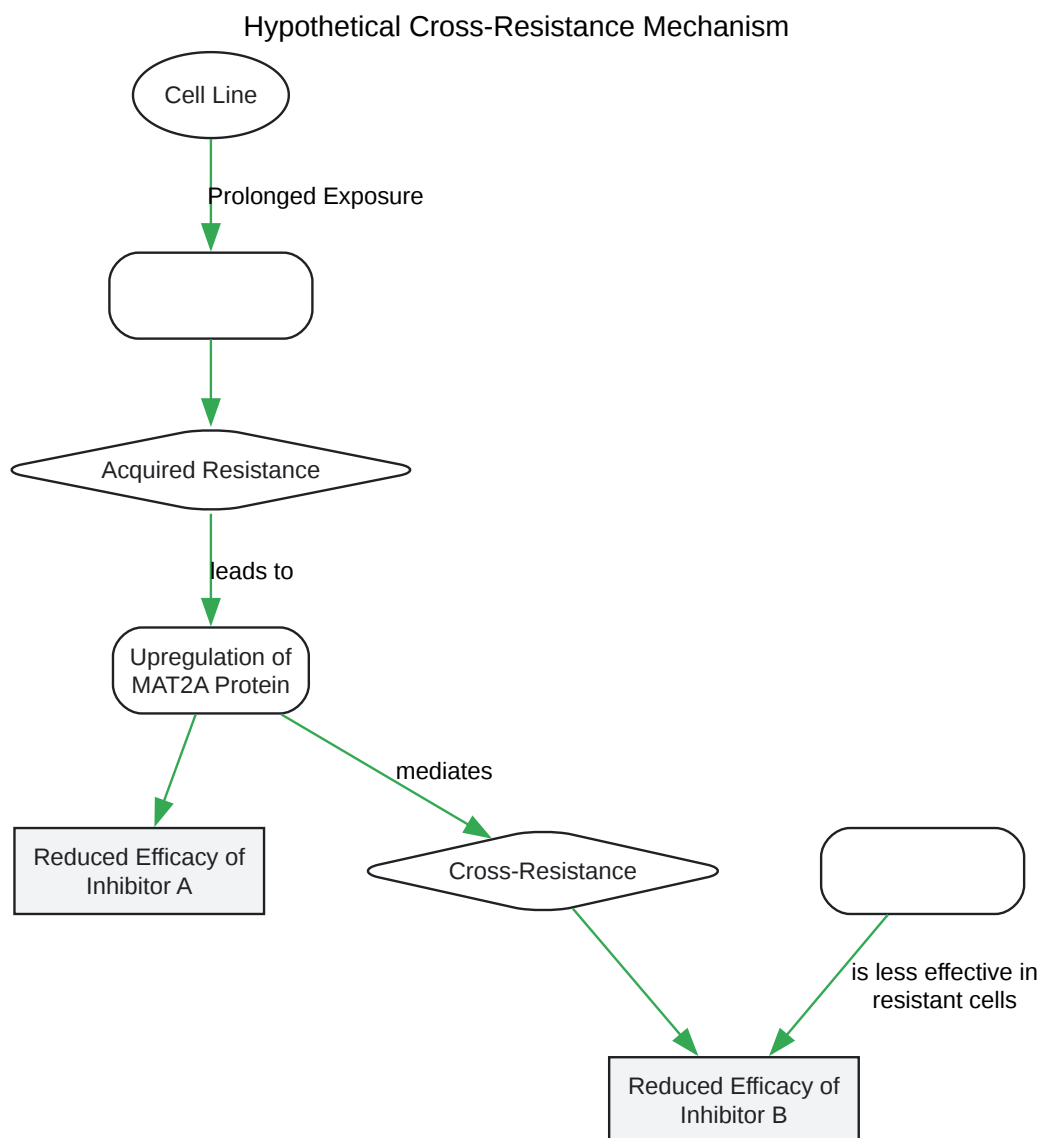 Hypothetical Cross-Resistance Mechanism
Cell Line
Prolonged Exposure
Acquired Resistance
leads to
Upregulation of
MAT2A Protein
mediates
Reduced Efficacy of
Inhibitor A
Cross-Resistance
is less effective in
resistant cells
Reduced Efficacy of
Inhibitor B